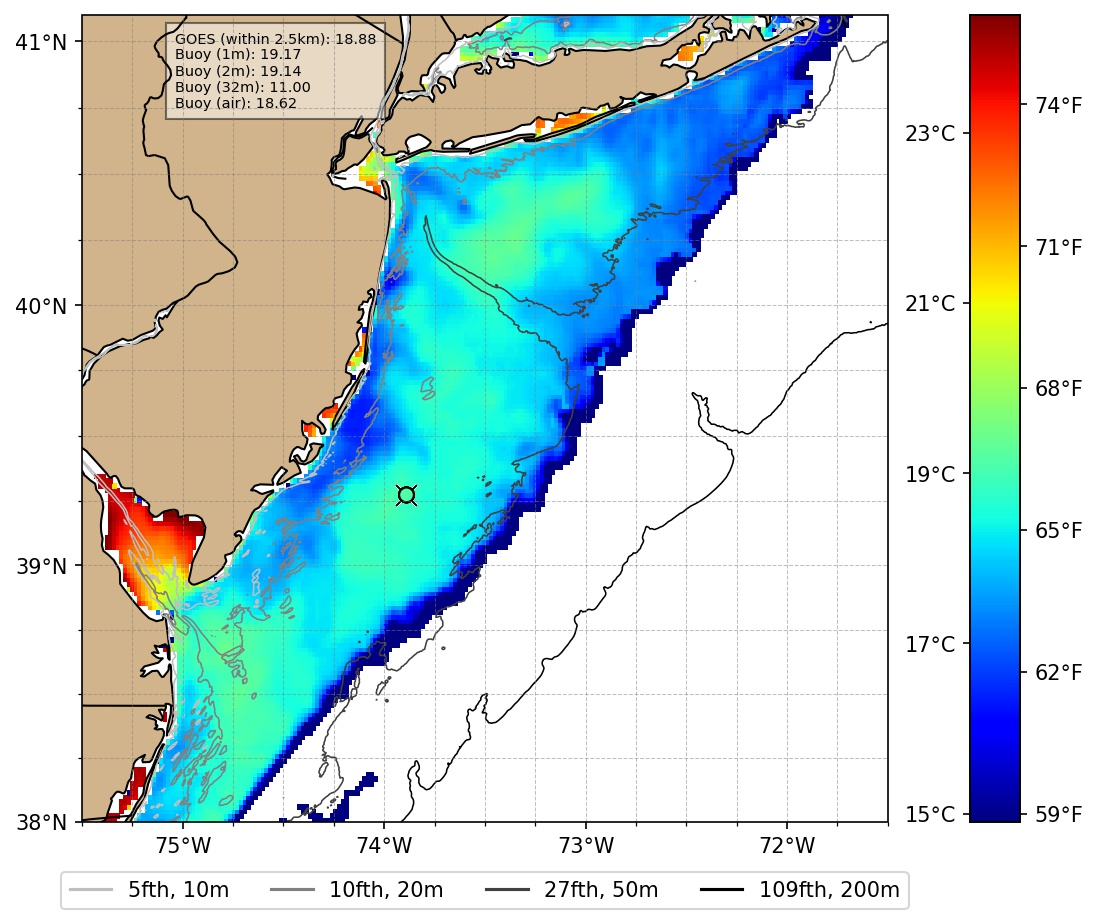 GOES (within 2.5km): 18.88
Buoy (1m): 19.17
Buoy (2m): 19.14
Buoy (32m): 11.00
Buoy (air): 18.62
41°N
40°N
39°N
38°N
75°W
74°W
73°W
72°W
23°C
21°C
19°C
17°C
15°C
74°F
71°F
68°F
65°F
62°F
59°F
5fth, 10m
10fth, 20m
27fth, 50m
109fth, 200m